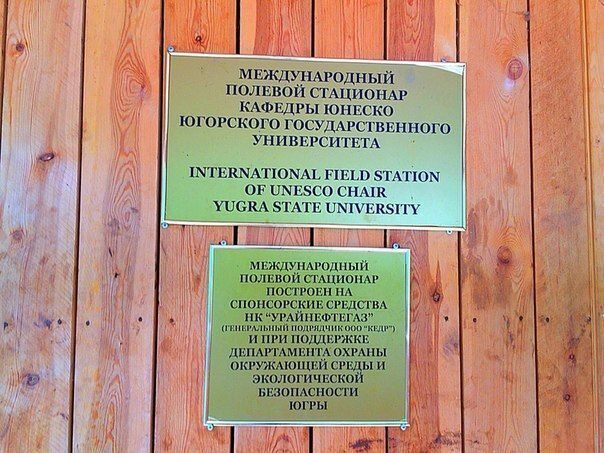 МЕЖДУНАРОДНЫЙ
ПОЛЕВОЙ СТАЦИОНАР
КАФЕДРЫ ЮНЕСКО
ЮГОРСКОГО ГОСУДАРСТВЕННОГО
УНИВЕРСИТЕТА
INTERNATIONAL FIELD STATION
OF UNESCO CHAIR
YUGRA STATE UNIVERSITY
МЕЖДУНАРОДНЫЙ
ПОЛЕВОЙ СТАЦИОНАР
ПОСТРОЕН НА
СПОНСОРСКИЕ СРЕДСТВА
НК "УРАЙНЕФТЕГАЗ"
(ГЕНЕРАЛЬНЫЙ ПОДРЯДЧИК ООО "КЕДР")
И ПРИ ПОДДЕРЖКЕ
ДЕПАРТАМЕНТА ОХРАНЫ
ОКРУЖАЮЩЕЙ СРЕДЫ И
ЭКОЛОГИЧЕСКОЙ
БЕЗОПАСНОСТИ
ЮГРЫ